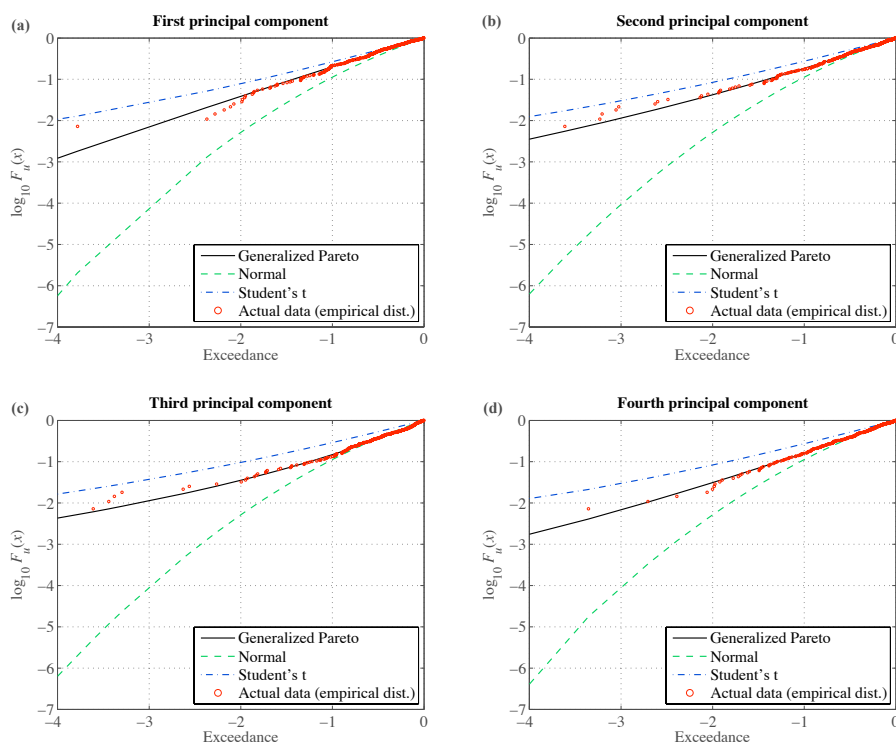 (a)
First principal component
0
−1
−2
−3
−4
−5
−6
−7
log₁₀ Fᵤ(x)
Generalized Pareto
Normal
Student's t
Actual data (empirical dist.)
−4 −3 −2 −1 0
Exceedance
(b)
Second principal component
0
−1
−2
−3
−4
−5
−6
−7
log₁₀ Fᵤ(x)
Generalized Pareto
Normal
Student's t
Actual data (empirical dist.)
−4 −3 −2 −1 0
Exceedance
(c)
Third principal component
0
−1
−2
−3
−4
−5
−6
−7
log₁₀ Fᵤ(x)
Generalized Pareto
Normal
Student's t
Actual data (empirical dist.)
−4 −3 −2 −1 0
Exceedance
(d)
Fourth principal component
0
−1
−2
−3
−4
−5
−6
−7
log₁₀ Fᵤ(x)
Generalized Pareto
Normal
Student's t
Actual data (empirical dist.)
−4 −3 −2 −1 0
Exceedance